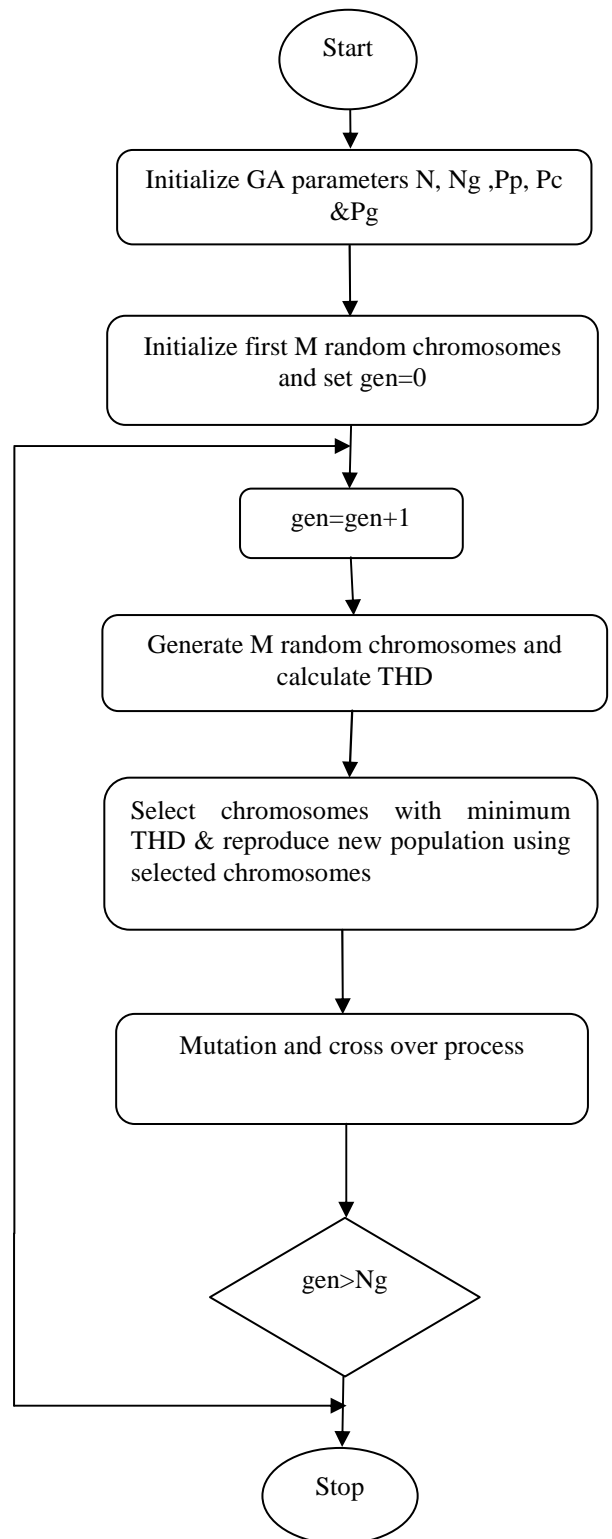 Start
Initialize GA parameters N, Ng ,Pp, Pc
&Pg
Initialize first M random chromosomes
and set gen=0
gen=gen+1
Generate M random chromosomes and
calculate THD
Select chromosomes with minimum
THD & reproduce new population using
selected chromosomes
Mutation and cross over process
gen>Ng
Stop